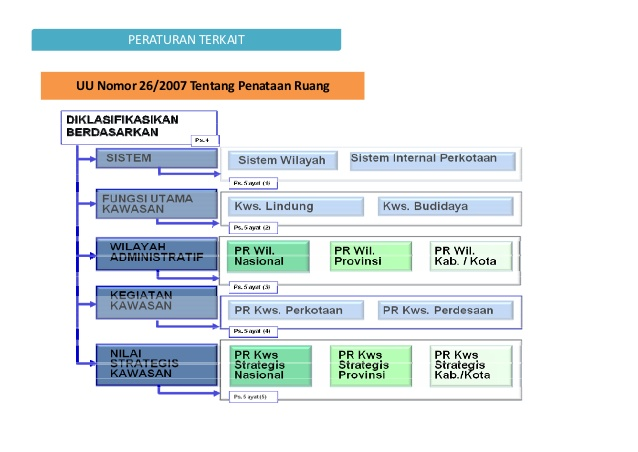 PERATURAN TERKAIT
UU Nomor 26/2007 Tentang Penataan Ruang
DIKLASIFIKASIKAN
BERDASARKAN
Ps. 4
SISTEM
Sistem Wilayah
Sistem Internal Perkotaan
Ps. 5 ayat (1)
FUNGSI UTAMA
KAWASAN
Kws. Lindung
Kws. Budidaya
Ps. 5 ayat (2)
WILAYAH
ADMINISTRATIF
PR Wil.
Nasional
PR Wil.
Provinsi
PR Wil.
Kab. / Kota
Ps. 5 ayat (3)
KEGIATAN
KAWASAN
PR Kws. Perkotaan
PR Kws. Perdesaan
Ps. 5 ayat (4)
NILAI
STRATEGIS
KAWASAN
PR Kws
Strategis
Nasional
PR Kws
Strategis
Provinsi
PR Kws
Strategis
Kab./Kota
Ps. 5 ayat (5)